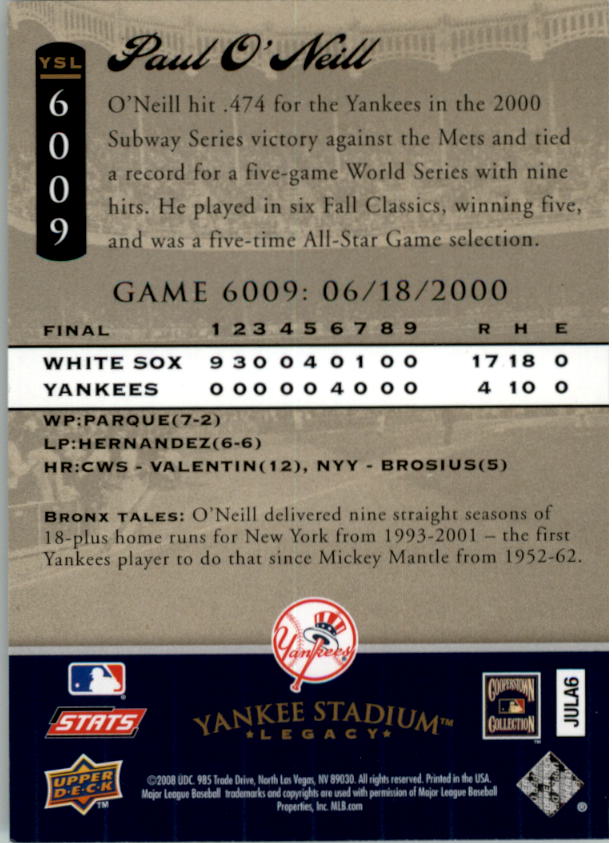 Paul O'Neill
YSL
6009
O'Neill hit .474 for the Yankees in the 2000
Subway Series victory against the Mets and tied
a record for a five-game World Series with nine
hits. He played in six Fall Classics, winning five,
and was a five-time All-Star Game selection.
GAME 6009: 06/18/2000
FINAL 1 2 3 4 5 6 7 8 9 R H E
WHITE SOX 9 3 0 0 4 0 1 0 0 17 18 0
YANKEES 0 0 0 0 0 4 0 0 0 4 10 0
WP:PARQUE(7-2)
LP:HERNANDEZ(6-6)
HR:CWS - VALENTIN(12), NYY - BROSIUS(5)
BRONX TALES: O'Neill delivered nine straight seasons of
18-plus home runs for New York from 1993-2001 – the first
Yankees player to do that since Mickey Mantle from 1952-62.
Yankees
STATS
YANKEE STADIUM™
LEGACY
COOPERSTOWN
COLLECTION
™
JULA6
UPPER
D·E·C·K
™
©2008 UDC. 985 Trade Drive, North Las Vegas, NV 89030. All rights reserved. Printed in the USA.
Major League Baseball trademarks and copyrights are used with permission of Major League Baseball
Properties, Inc. MLB.com
®